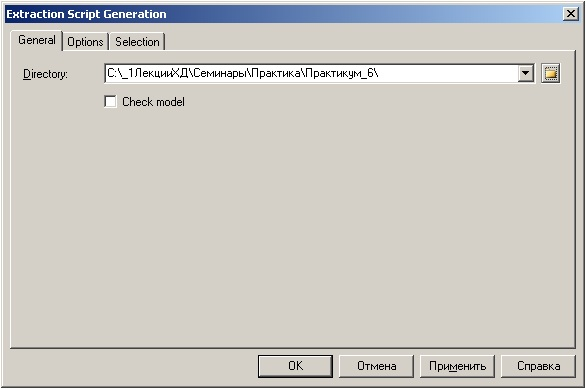 Extraction Script Generation
General Options Selection
Directory: C:\_1ЛекцииХД\Семинары\Практика\Практикум_6\
Check model
OK Отмена Применить Справка